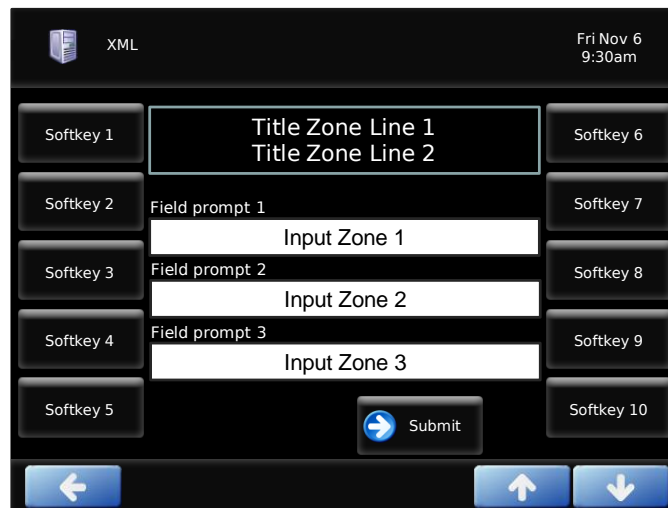 XML
Fri Nov 6
9:30am
Softkey 1
Title Zone Line 1
Title Zone Line 2
Softkey 6
Softkey 2
Field prompt 1
Input Zone 1
Softkey 7
Softkey 3
Field prompt 2
Input Zone 2
Softkey 8
Softkey 4
Field prompt 3
Input Zone 3
Softkey 9
Softkey 5
Submit
Softkey 10